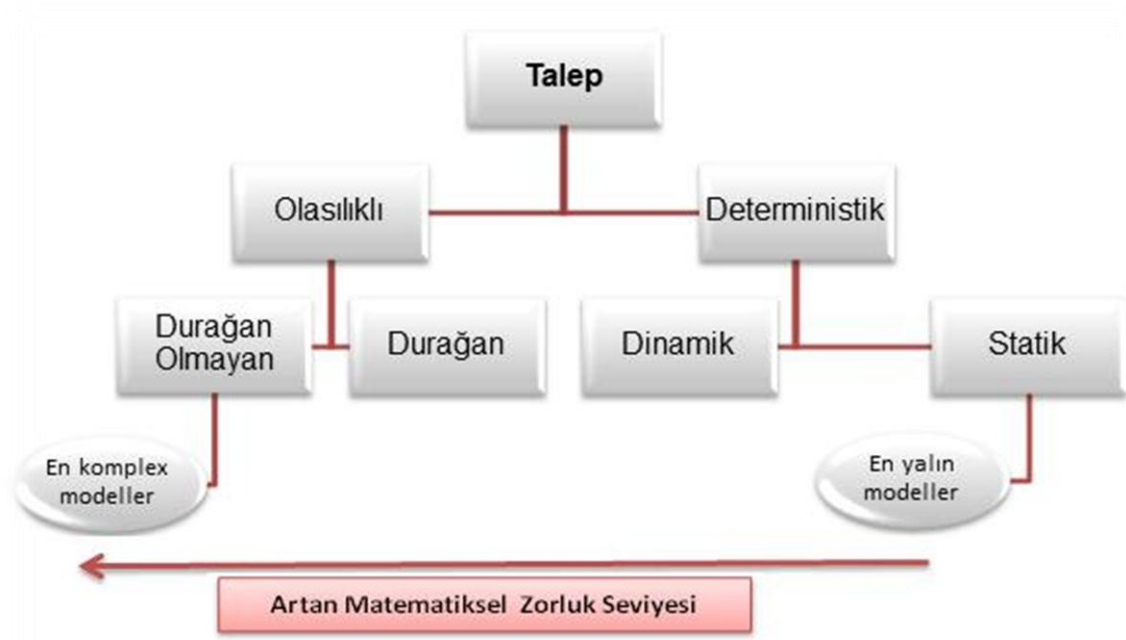 Talep
Olasılıklı
Deterministik
Durağan
Olmayan
Durağan
Dinamik
Statik
En komplex
modeller
En yalın
modeller
Artan Matematiksel Zorluk Seviyesi